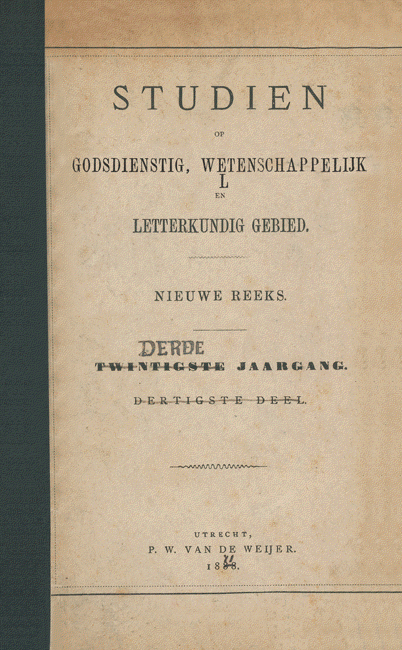 STUDIEN
OP
GODSDIENSTIG, WETENSCHAPPELIJK
L
EN
LETTERKUNDIG GEBIED.
NIEUWE REEKS.
DERDE
TWINTIGSTE JAARGANG.
DERTIGSTE DEEL.
UTRECHT,
P. W. VAN DE WEIJER.